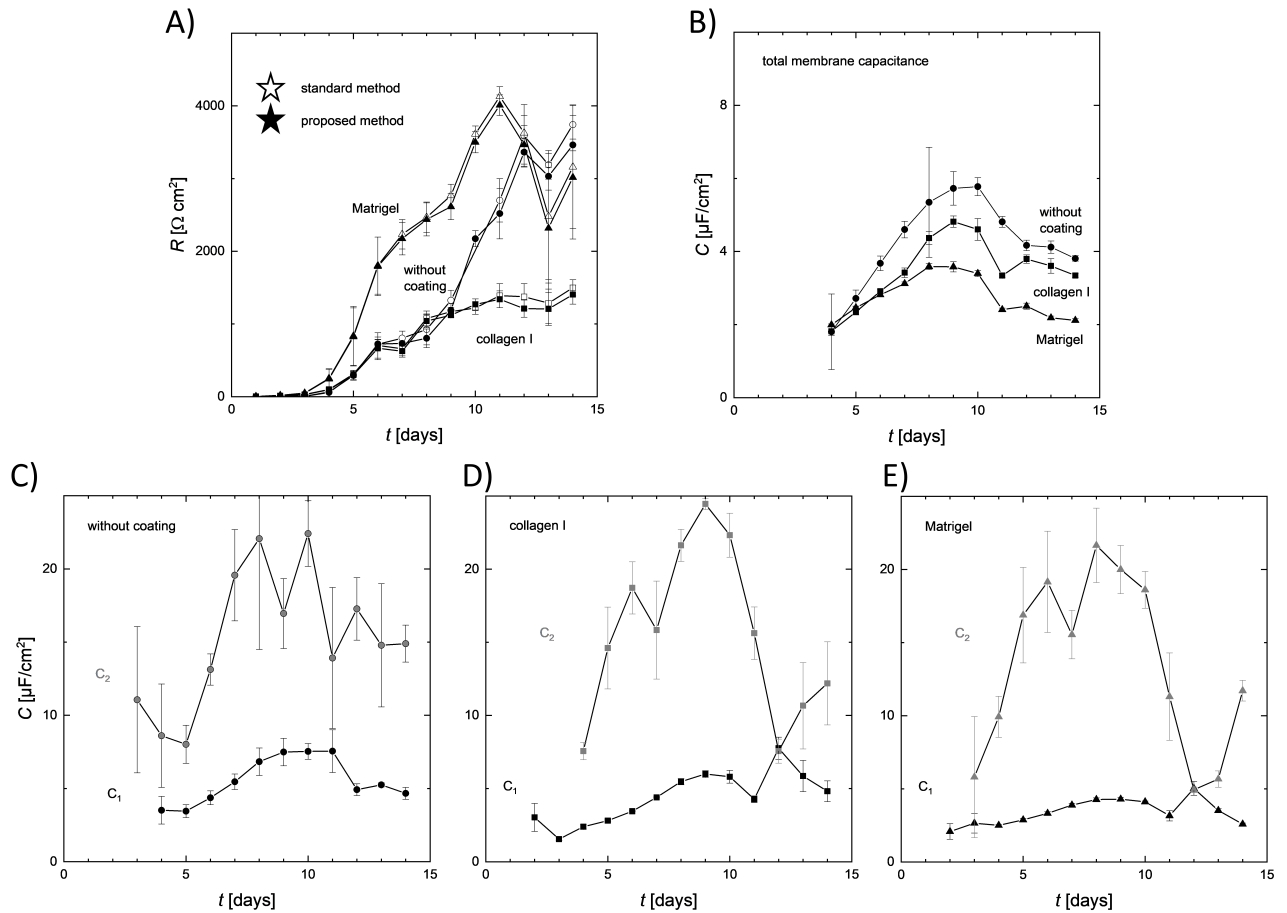 A)
4000
2000
0
R [Ω cm²]
standard method
proposed method
Matrigel
without
coating
collagen I
0
5
10
15
t [days]
B)
8
4
0
C [µF/cm²]
total membrane capacitance
without
coating
collagen I
Matrigel
0
5
10
15
t [days]
C)
20
10
0
C [µF/cm²]
without coating
C₂
C₁
0
5
10
15
t [days]
D)
20
10
0
collagen I
C₂
C₁
0
5
10
15
t [days]
E)
20
10
0
Matrigel
C₂
C₁
0
5
10
15
t [days]